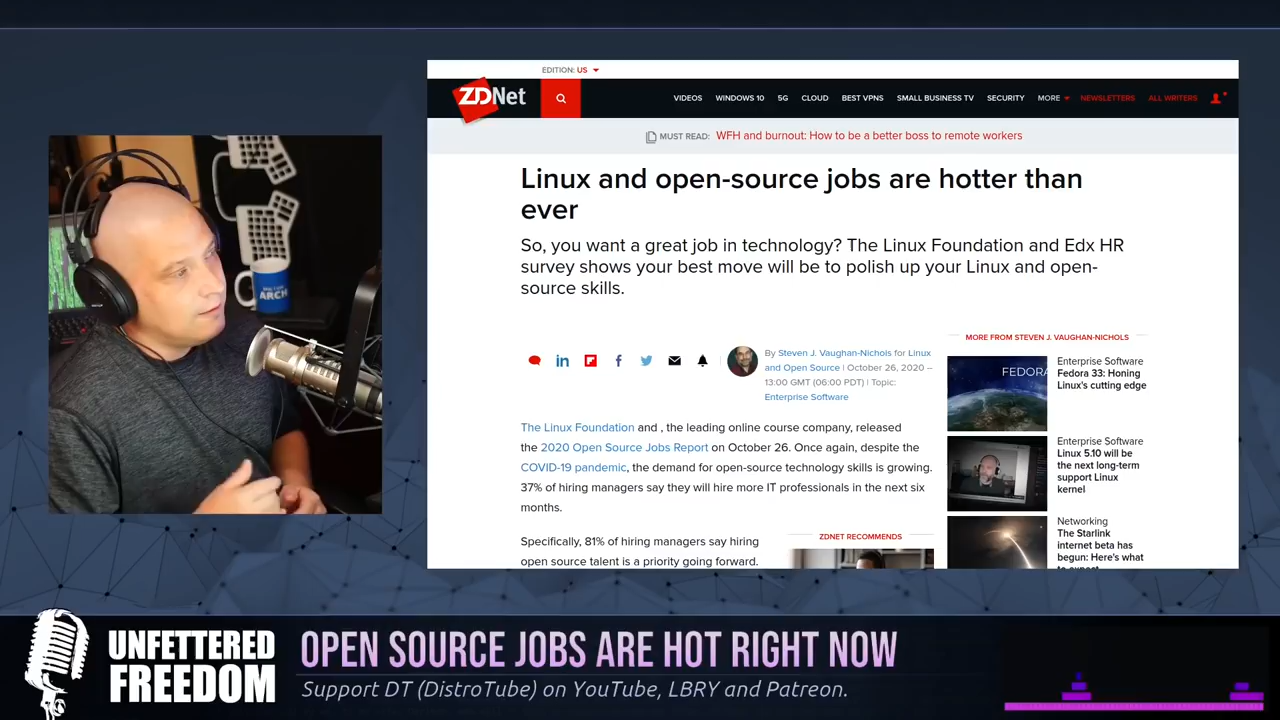 EDITION: US
ZDNet
VIDEOS WINDOWS 10 5G CLOUD BEST VPNS SMALL BUSINESS TV SECURITY MORE NEWSLETTERS ALL WRITERS
MUST READ: WFH and burnout: How to be a better boss to remote workers
Linux and open-source jobs are hotter than
ever
So, you want a great job in technology? The Linux Foundation and Edx HR
survey shows your best move will be to polish up your Linux and open-
source skills.
By Steven J. Vaughan-Nichols for Linux
and Open Source | October 26, 2020 --
13:00 GMT (06:00 PDT) | Topic:
Enterprise Software
The Linux Foundation and , the leading online course company, released
the 2020 Open Source Jobs Report on October 26. Once again, despite the
COVID-19 pandemic, the demand for open-source technology skills is growing.
37% of hiring managers say they will hire more IT professionals in the next six
months.
Specifically, 81% of hiring managers say hiring
open source talent is a priority going forward.
ZDNET RECOMMENDS
MORE FROM STEVEN J. VAUGHAN-NICHOLS
FEDORA
Enterprise Software
Fedora 33: Honing
Linux's cutting edge
Enterprise Software
Linux 5.10 will be
the next long-term
support Linux
kernel
Networking
The Starlink
internet beta has
begun: Here's what
ARCH
UNFETTERED
FREEDOM
OPEN SOURCE JOBS ARE HOT RIGHT NOW
Support DT (DistroTube) on YouTube, LBRY and Patreon.